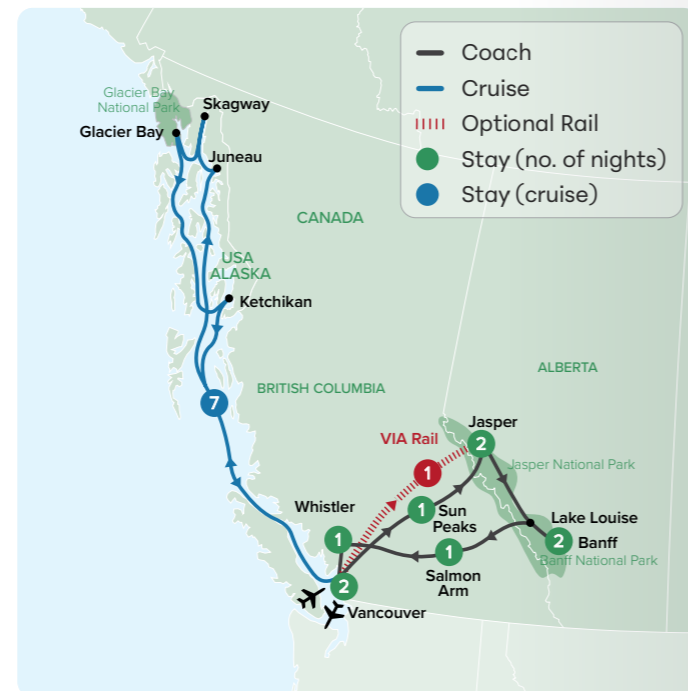 Coach
Cruise
Optional Rail
Stay (no. of nights)
Stay (cruise)
Glacier Bay
National Park
Skagway
Glacier Bay
Juneau
CANADA
USA
ALASKA
Ketchikan
ALBERTA
BRITISH COLUMBIA
7
Jasper
VIA Rail
2
Jasper National Park
1
Whistler
1
Sun
Peaks
Lake Louise
1
1
2
Banff
Banff National Park
Salmon
Arm
2
Vancouver